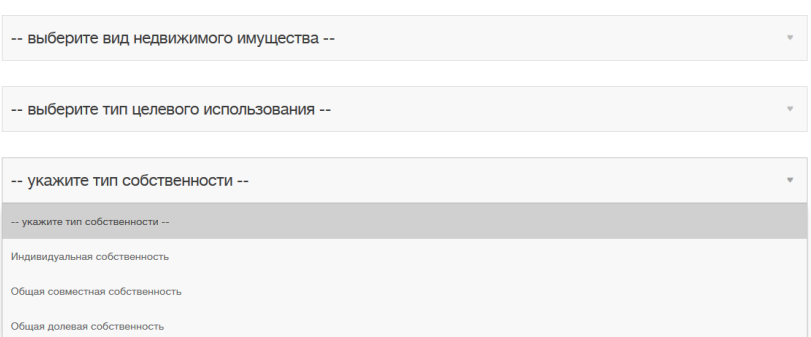 -- выберите вид недвижимого имущества --
-- выберите тип целевого использования --
-- укажите тип собственности --
-- укажите тип собственности --
Индивидуальная собственность
Общая совместная собственность
Общая долевая собственность